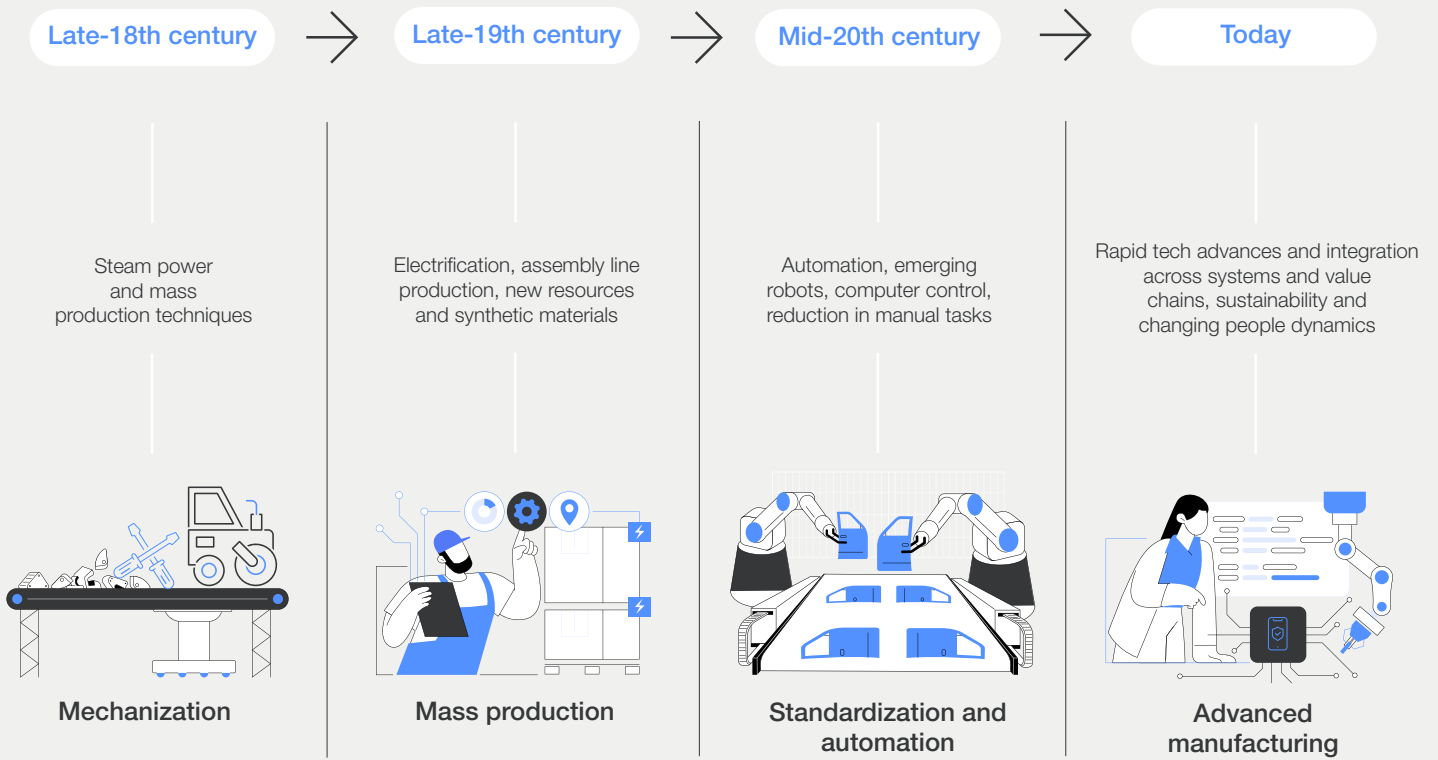 Late-18th century
Late-19th century
Mid-20th century
Today
Steam power
and mass
production techniques
Electrification, assembly line
production, new resources
and synthetic materials
Automation, emerging
robots, computer control,
reduction in manual tasks
Rapid tech advances and integration
across systems and value
chains, sustainability and
changing people dynamics
Mechanization
Mass production
Standardization and
automation
Advanced
manufacturing